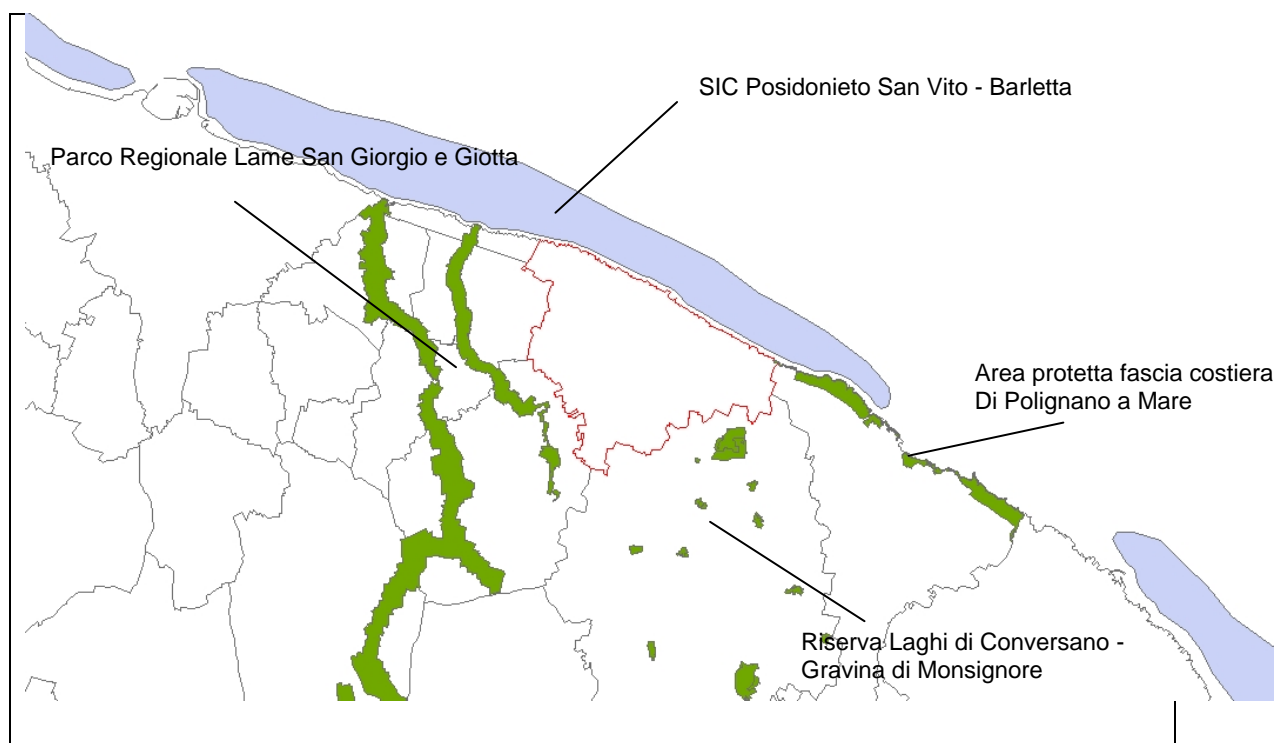 SIC Posidonieto San Vito - Barletta
Parco Regionale Lame San Giorgio e Giotta
Area protetta fascia costiera
Di Polignano a Mare
Riserva Laghi di Conversano -
Gravina di Monsignore